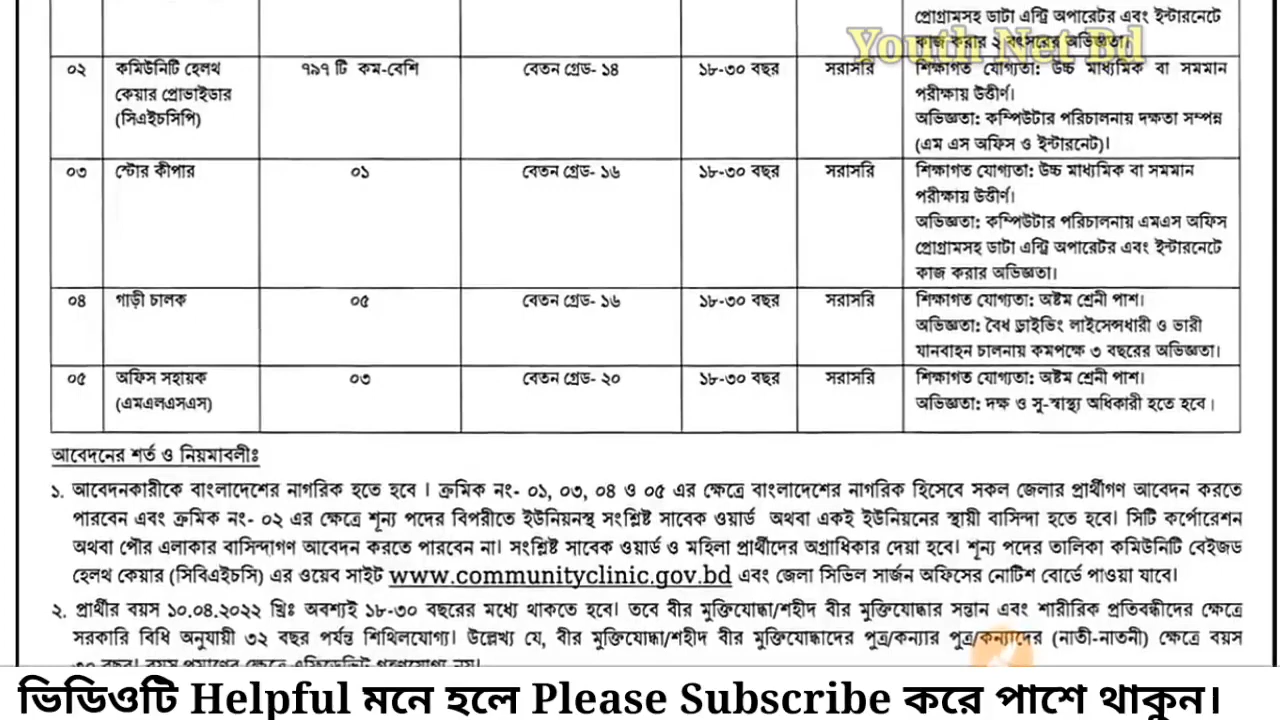 প্রোগ্রামসহ ডাটা এন্ট্রি অপারেটর এবং ইন্টারনেটে
কাজ করার ২ বৎসরের অভিজ্ঞতা।
Youth Net Bd
০২ কমিউনিটি হেলথ ৭৯৭ টি কম-বেশি বেতন গ্রেড- ১৪ ১৮-৩০ বছর সরাসরি শিক্ষাগত যোগ্যতা: উচ্চ মাধ্যমিক বা সমমান
কেয়ার প্রোভাইডার পরীক্ষায় উত্তীর্ণ।
(সিএইচসিপি) অভিজ্ঞতা: কম্পিউটার পরিচালনায় দক্ষতা সম্পন্ন
(এম এস অফিস ও ইন্টারনেট)।
০৩ স্টোর কীপার ০১ বেতন গ্রেড- ১৬ ১৮-৩০ বছর সরাসরি শিক্ষাগত যোগ্যতা: উচ্চ মাধ্যমিক বা সমমান
পরীক্ষায় উত্তীর্ণ।
অভিজ্ঞতা: কম্পিউটার পরিচালনায় এমএস অফিস
প্রোগ্রামসহ ডাটা এন্ট্রি অপারেটর এবং ইন্টারনেটে
কাজ করার অভিজ্ঞতা।
০৪ গাড়ী চালক ০৫ বেতন গ্রেড- ১৬ ১৮-৩০ বছর সরাসরি শিক্ষাগত যোগ্যতা: অষ্টম শ্রেনী পাশ।
অভিজ্ঞতা: বৈধ ড্রাইভিং লাইসেন্সধারী ও ভারী
যানবাহন চালনায় কমপক্ষে ৩ বছরের অভিজ্ঞতা।
০৫ অফিস সহায়ক ০৩ বেতন গ্রেড- ২০ ১৮-৩০ বছর সরাসরি শিক্ষাগত যোগ্যতা: অষ্টম শ্রেনী পাশ।
(এমএলএসএস) অভিজ্ঞতা: দক্ষ ও সু-স্বাস্থ্য অধিকারী হতে হবে।
আবেদনের শর্ত ও নিয়মাবলীঃ
১. আবেদনকারীকে বাংলাদেশের নাগরিক হতে হবে । ক্রমিক নং- ০১, ০৩, ০৪ ও ০৫ এর ক্ষেত্রে বাংলাদেশের নাগরিক হিসেবে সকল জেলার প্রার্থীগণ আবেদন করতে
পারবেন এবং ক্রমিক নং- ০২ এর ক্ষেত্রে শূন্য পদের বিপরীতে ইউনিয়নস্থ সংশ্লিষ্ট সাবেক ওয়ার্ড অথবা একই ইউনিয়নের স্থায়ী বাসিন্দা হতে হবে। সিটি কর্পোরেশন
অথবা পৌর এলাকার বাসিন্দাগণ আবেদন করতে পারবেন না। সংশ্লিষ্ট সাবেক ওয়ার্ড ও মহিলা প্রার্থীদের অগ্রাধিকার দেয়া হবে। শূন্য পদের তালিকা কমিউনিটি বেইজড
হেলথ কেয়ার (সিবিএইচসি) এর ওয়েব সাইট www.communityclinic.gov.bd এবং জেলা সিভিল সার্জন অফিসের নোটিশ বোর্ডে পাওয়া যাবে।
২. প্রার্থীর বয়স ১০.০৪.২০২২ খ্রিঃ অবশ্যই ১৮-৩০ বছরের মধ্যে থাকতে হবে। তবে বীর মুক্তিযোদ্ধা/শহীদ বীর মুক্তিযোদ্ধার সন্তান এবং শারীরিক প্রতিবন্ধীদের ক্ষেত্রে
সরকারি বিধি অনুযায়ী ৩২ বছর পর্যন্ত শিথিলযোগ্য। উল্লেখ্য যে, বীর মুক্তিযোদ্ধা/শহীদ বীর মুক্তিযোদ্ধাদের পুত্র/কন্যার পুত্র/কন্যাদের (নাতী-নাতনী) ক্ষেত্রে বয়স
৩০ বছর। বয়স প্রমাণের ক্ষেত্রে এফিডেভিট গ্রহণযোগ্য নয়।
ভিডিওটি Helpful মনে হলে Please Subscribe করে পাশে থাকুন।